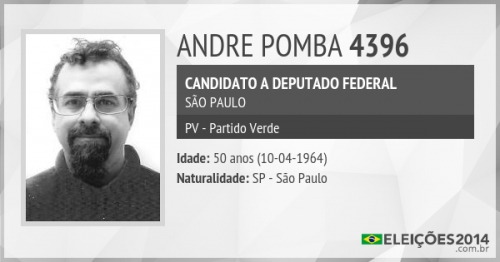 ANDRE POMBA 4396
CANDIDATO A DEPUTADO FEDERAL
SÃO PAULO
PV - Partido Verde
Idade: 50 anos (10-04-1964)
Naturalidade: SP - São Paulo
ELEIÇÕES2014
.com.br